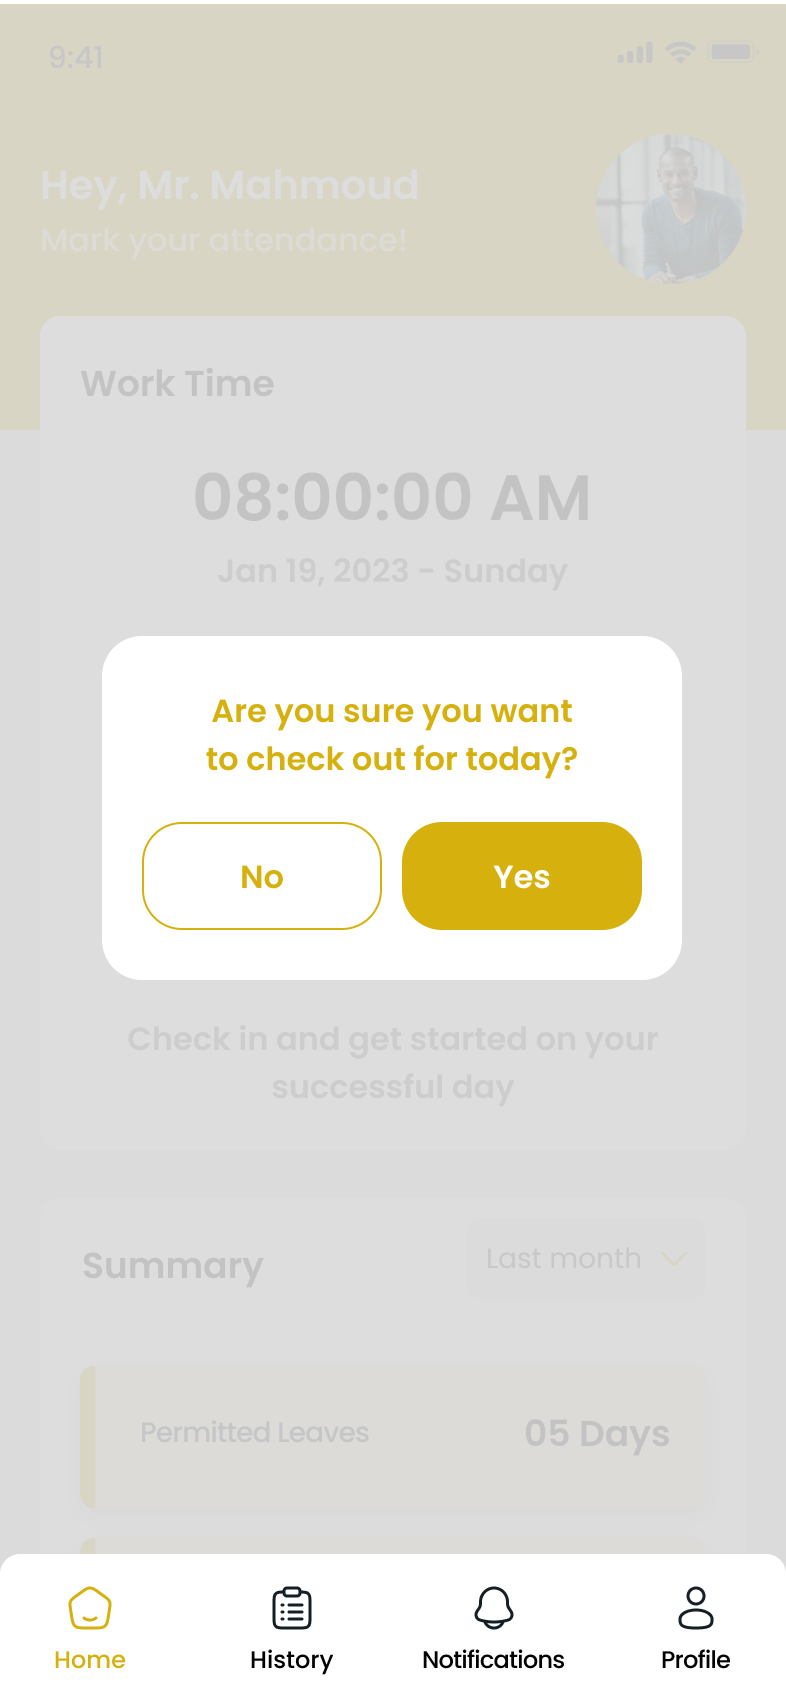 9:41
Hey, Mr. Mahmoud
Mark your attendance!
Work Time
08:00:00 AM
Jan 19, 2023 - Sunday
Are you sure you want
to check out for today?
No
Yes
Check in and get started on your
successful day
Summary
Last month
Permitted Leaves
05 Days
Home
History
Notifications
Profile